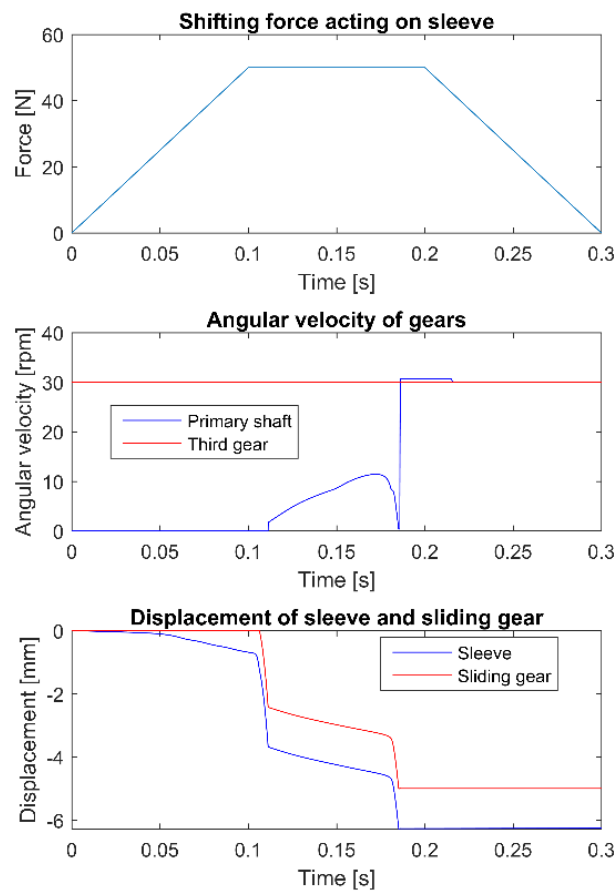 Shifting force acting on sleeve
60
40
20
0
Force [N]
0 0.05 0.1 0.15 0.2 0.25 0.3
Time [s]
Angular velocity of gears
40
30
20
10
0
Angular velocity [rpm]
Primary shaft
Third gear
0 0.05 0.1 0.15 0.2 0.25 0.3
Time [s]
Displacement of sleeve and sliding gear
0
-2
-4
-6
Displacement [mm]
Sleeve
Sliding gear
0 0.05 0.1 0.15 0.2 0.25 0.3
Time [s]